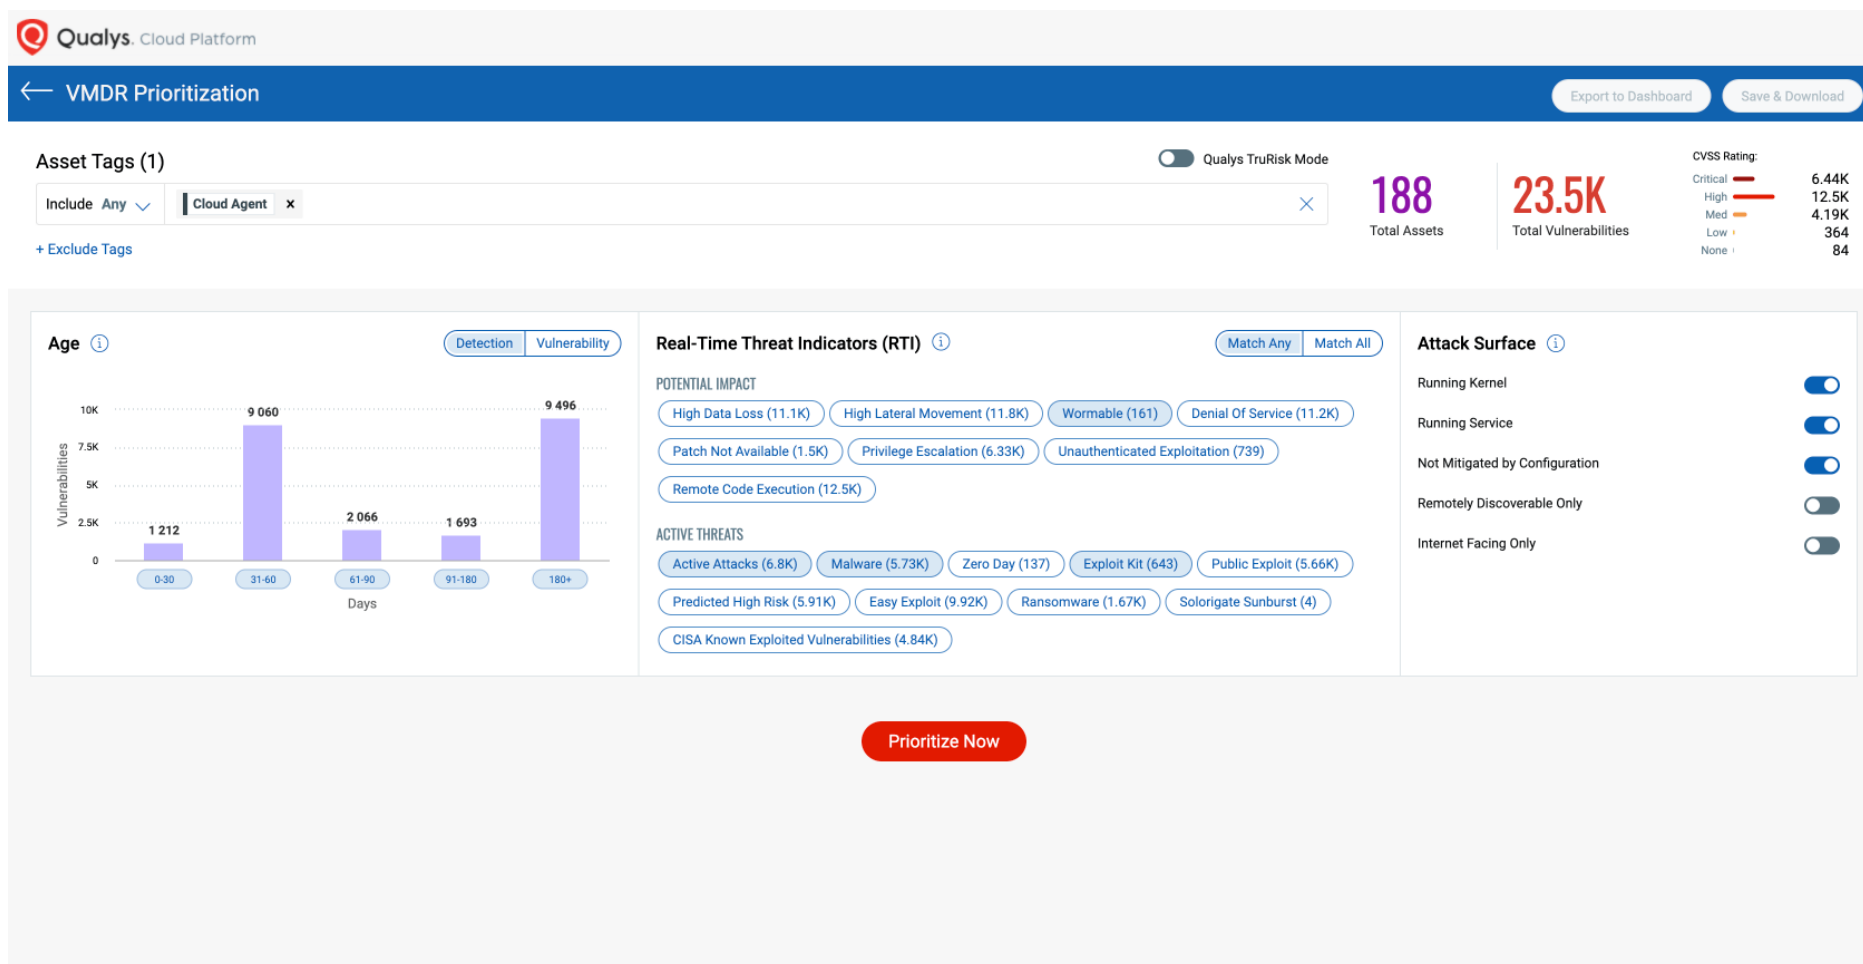 Qualys. Cloud Platform
VMDR Prioritization
Export to Dashboard
Save & Download
Asset Tags (1)
Qualys TruRisk Mode
Include Any
Cloud Agent
+ Exclude Tags
188
Total Assets
23.5K
Total Vulnerabilities
CVSS Rating:
Critical 6.44K
High 12.5K
Med 4.19K
Low 364
None 84
Age
Detection Vulnerability
Vulnerabilities
10K
7.5K
5K
2.5K
0
1 212
9 060
2 066
1 693
9 496
0-30 31-60 61-90 91-180 180+
Days
Real-Time Threat Indicators (RTI)
Match Any Match All
POTENTIAL IMPACT
High Data Loss (11.1K) High Lateral Movement (11.8K) Wormable (161) Denial Of Service (11.2K)
Patch Not Available (1.5K) Privilege Escalation (6.33K) Unauthenticated Exploitation (739)
Remote Code Execution (12.5K)
ACTIVE THREATS
Active Attacks (6.8K) Malware (5.73K) Zero Day (137) Exploit Kit (643) Public Exploit (5.66K)
Predicted High Risk (5.91K) Easy Exploit (9.92K) Ransomware (1.67K) Solorigate Sunburst (4)
CISA Known Exploited Vulnerabilities (4.84K)
Attack Surface
Running Kernel
Running Service
Not Mitigated by Configuration
Remotely Discoverable Only
Internet Facing Only
Prioritize Now